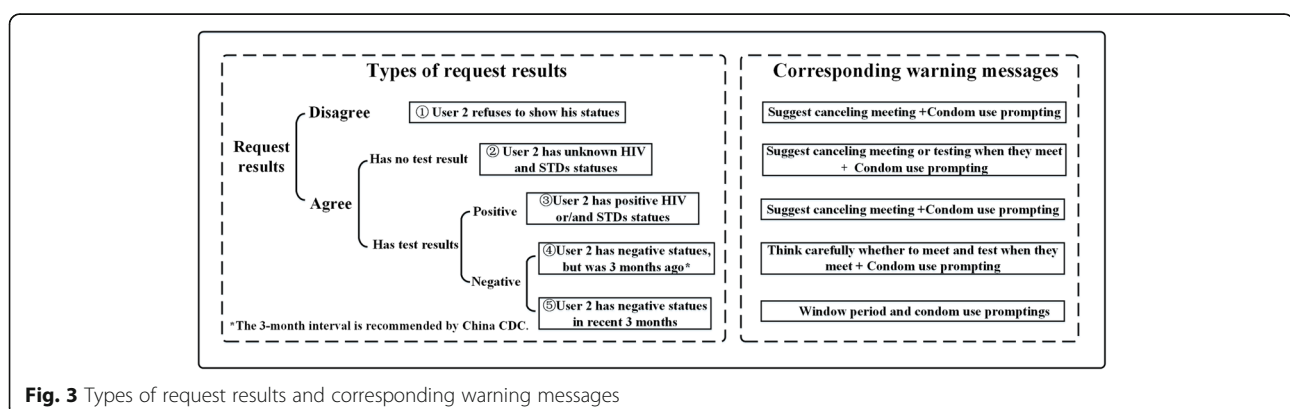 Types of request results
Request
results
Disagree
① User 2 refuses to show his statues
Agree
Has no test result
② User 2 has unknown HIV
and STDs statuses
Has test results
Positive
③User 2 has positive HIV
or/and STDs statues
Negative
④User 2 has negative statues,
but was 3 months ago*
⑤User 2 has negative statues
in recent 3 months
*The 3-month interval is recommended by China CDC.
Corresponding warning messages
Suggest canceling meeting +Condom use prompting
Suggest canceling meeting or testing when they meet
+ Condom use prompting
Suggest canceling meeting +Condom use prompting
Think carefully whether to meet and test when they
meet + Condom use prompting
Window period and condom use promptings
Fig. 3 Types of request results and corresponding warning messages